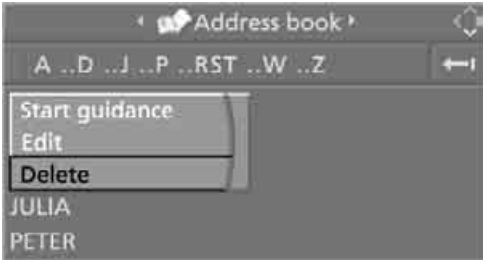 Address book
A ..D ..J ..P ..RST ..W ..Z
Start guidance
Edit
Delete
JULIA
PETER